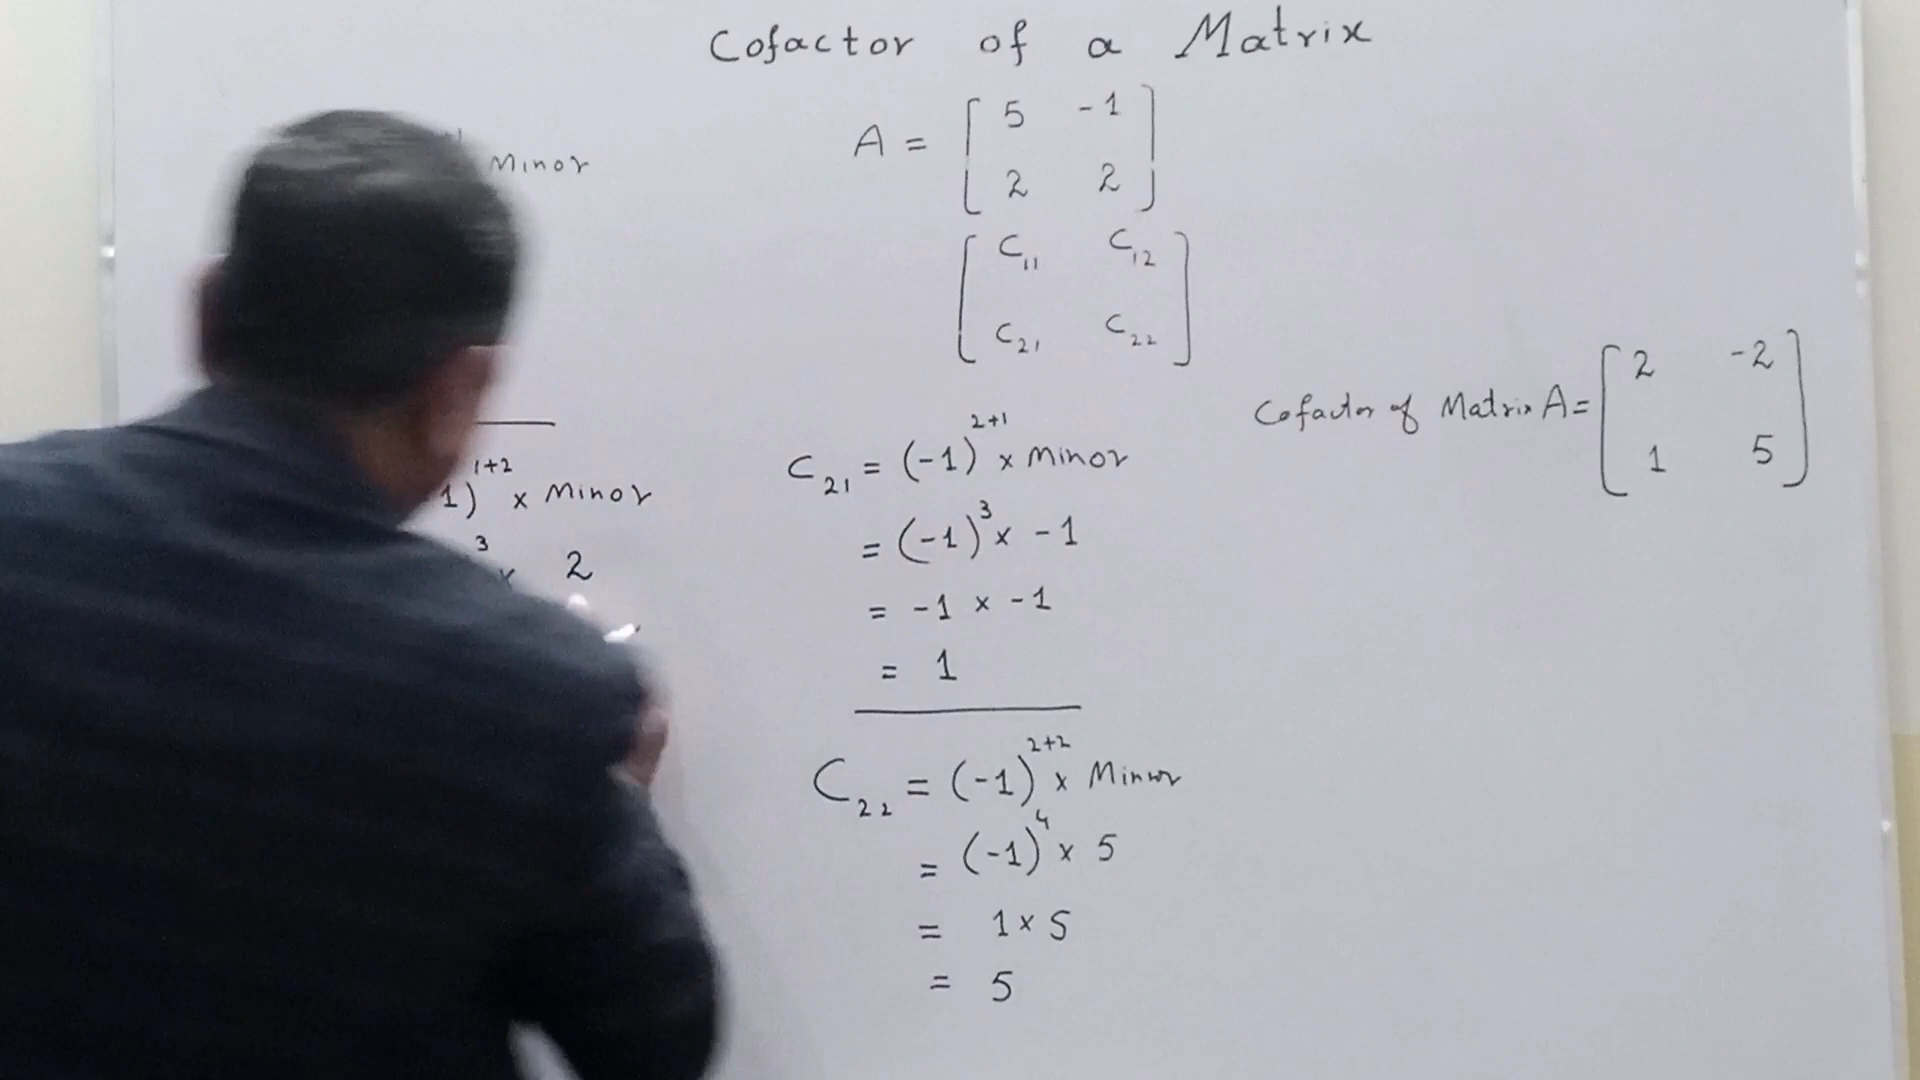 Cofactor of a Matrix
A = [ 5 -1
2 2 ]
[ C₁₁ C₁₂
C₂₁ C₂₂ ]
Minor
1+2
1) x Minor
3
x 2
C₂₁ = (-1)²⁺¹ x Minor
= (-1)³ x -1
= -1 x -1
= 1
C₂₂ = (-1)²⁺² x Minor
= (-1)⁴ x 5
= 1 x 5
= 5
Cofactor of Matrix A = [ 2 -2
1 5 ]